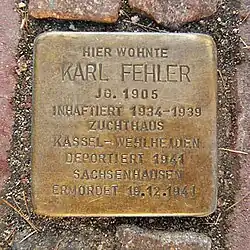 HIER WOHNTE
KARL FEHLER
JG. 1905
INHAFTIERT 1934-1939
ZUCHTHAUS
KASSEL-WEHLHEIDEN
DEPORTIERT 1941
SACHSENHAUSEN
ERMORDET 19.12.1941